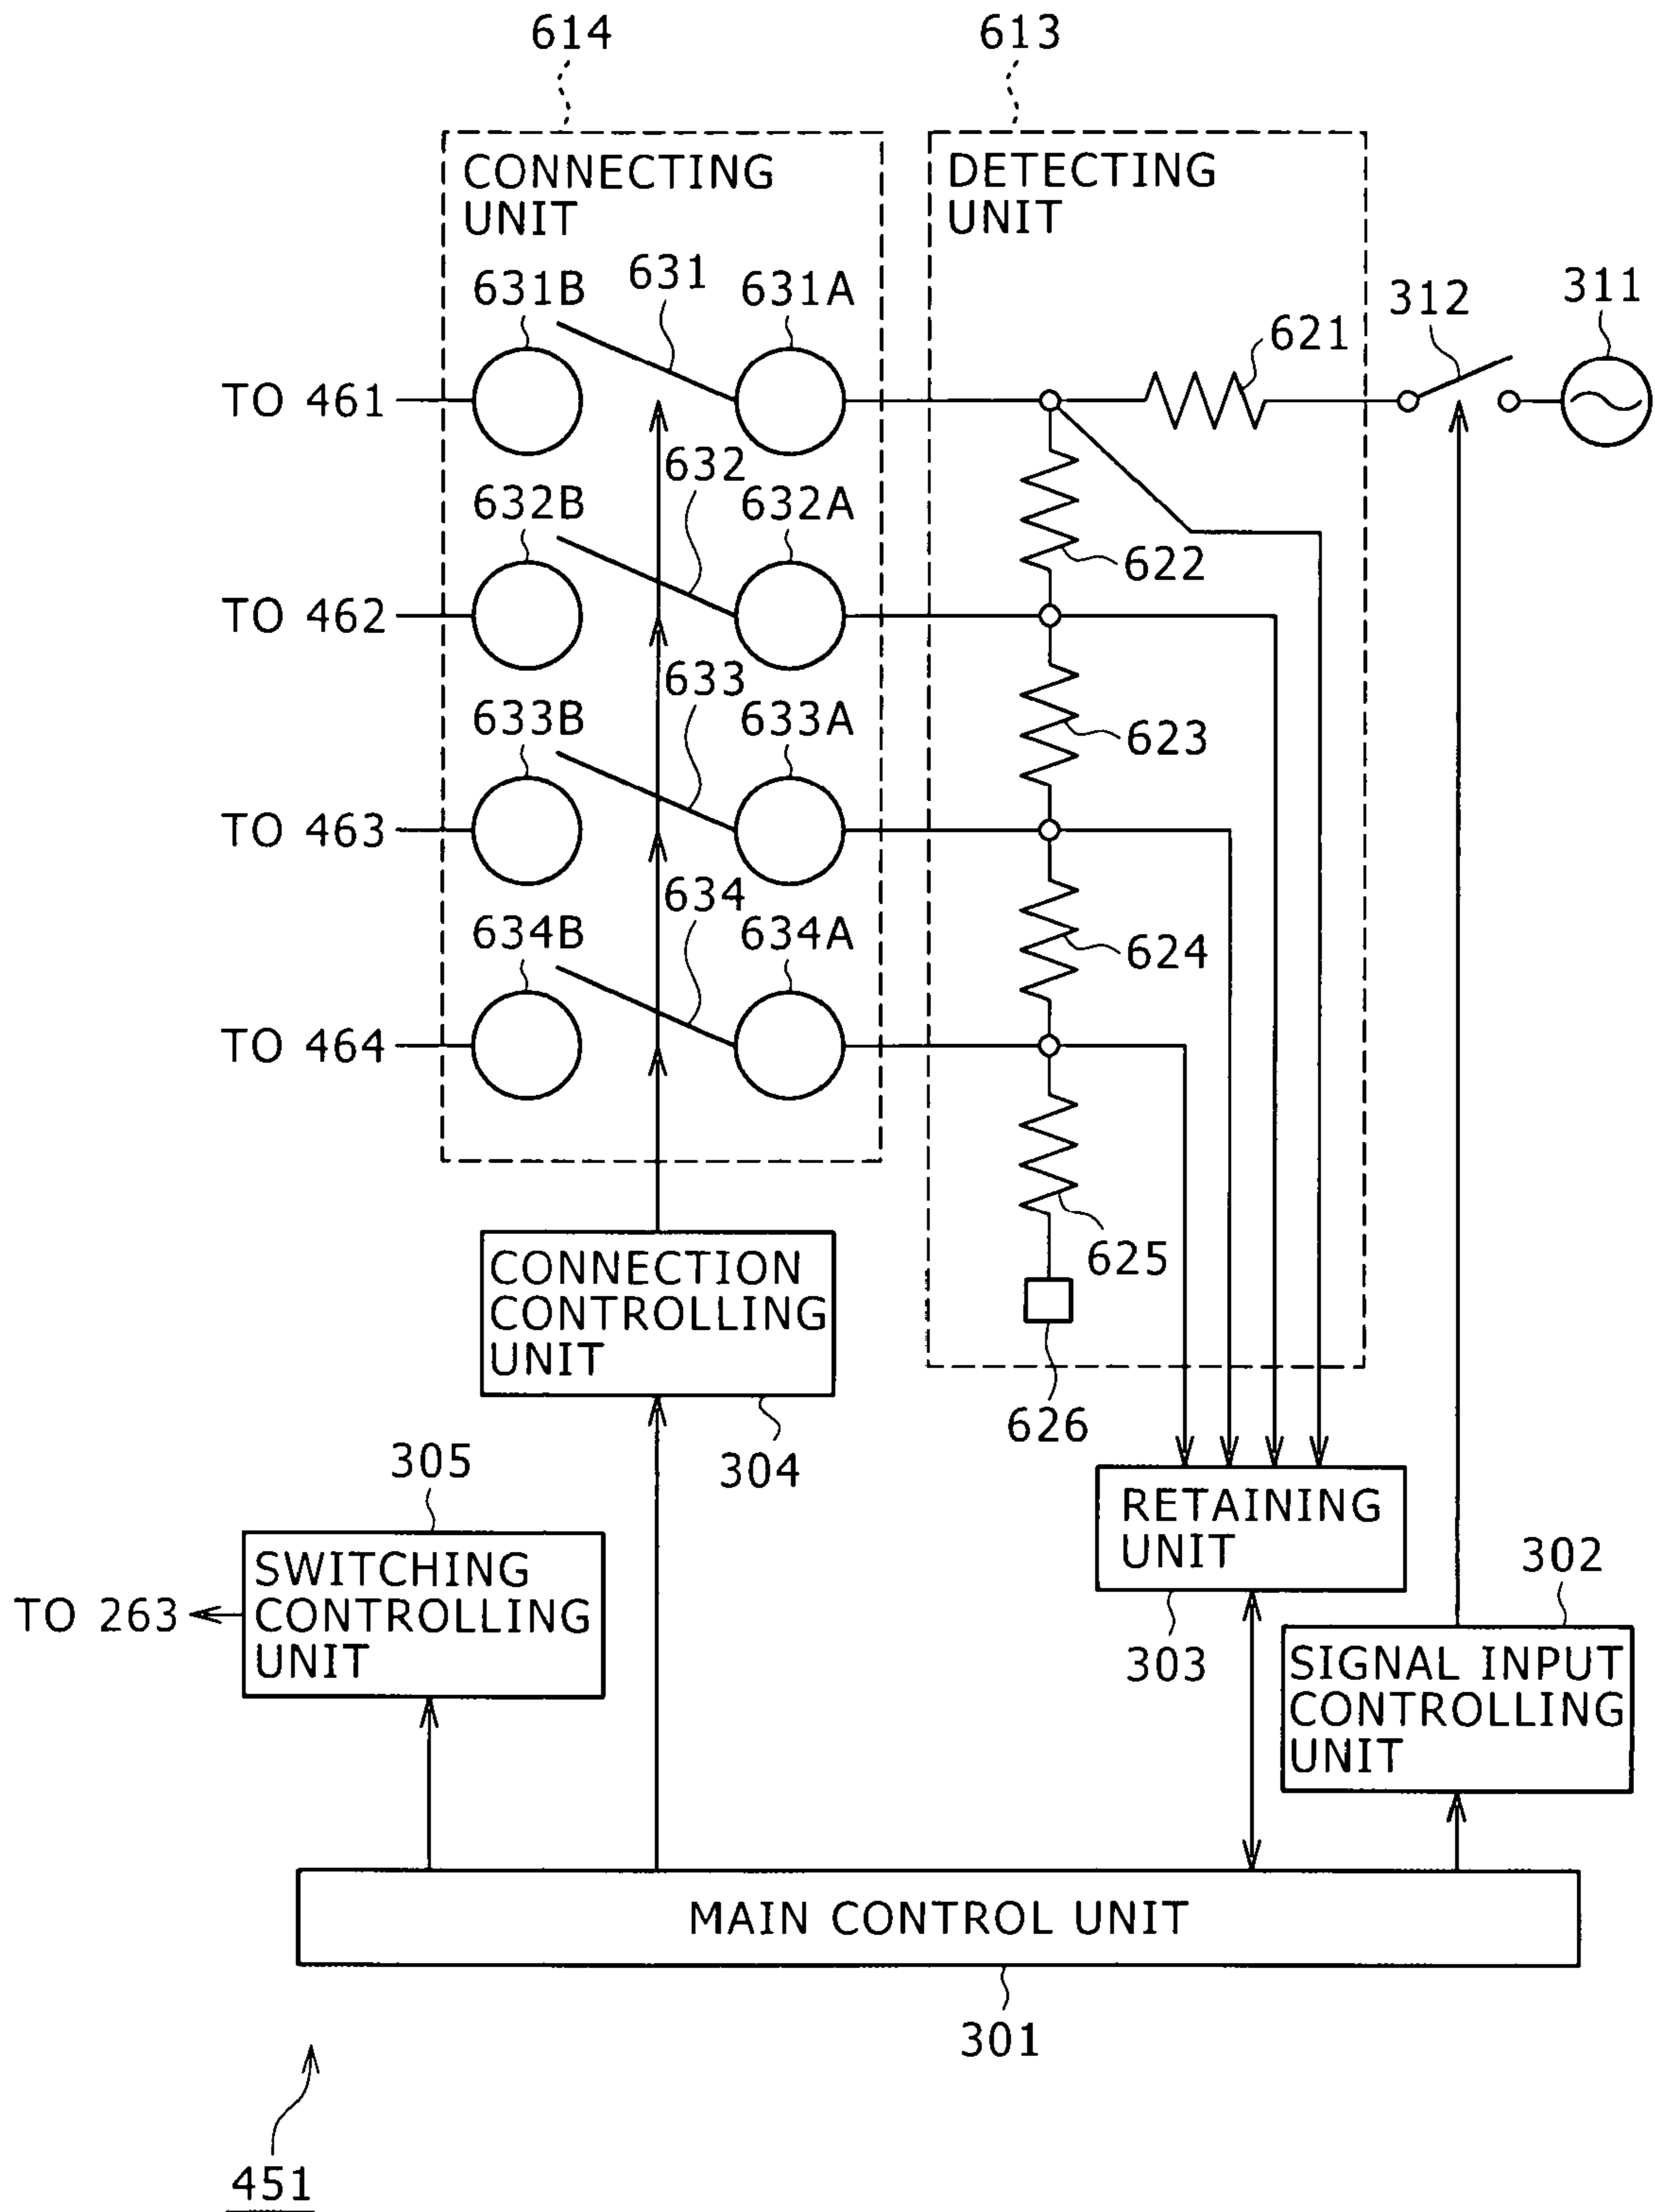 614
613
CONNECTING
UNIT
DETECTING
UNIT
631B
631
631A
621
312
311
TO 461
632
632B
632A
622
TO 462
633
633B
633A
623
TO 463
634
634B
634A
624
TO 464
625
CONNECTION
CONTROLLING
UNIT
626
304
305
RETAINING
UNIT
SWITCHING
CONTROLLING
UNIT
TO 263
302
303
SIGNAL INPUT
CONTROLLING
UNIT
MAIN CONTROL UNIT
301
451